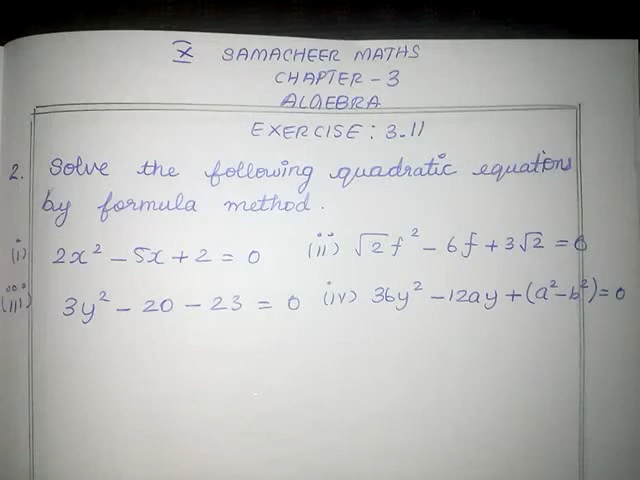 X SAMACHEER MATHS
CHAPTER - 3
ALGEBRA
EXERCISE : 3.11
2. Solve the following quadratic equations
by formula method.
(i) 2x² - 5x + 2 = 0 (ii) √2 f² - 6f + 3√2 = 0
(iii) 3y² - 20 - 23 = 0 (iv) 36y² - 12ay + (a² - b²) = 0